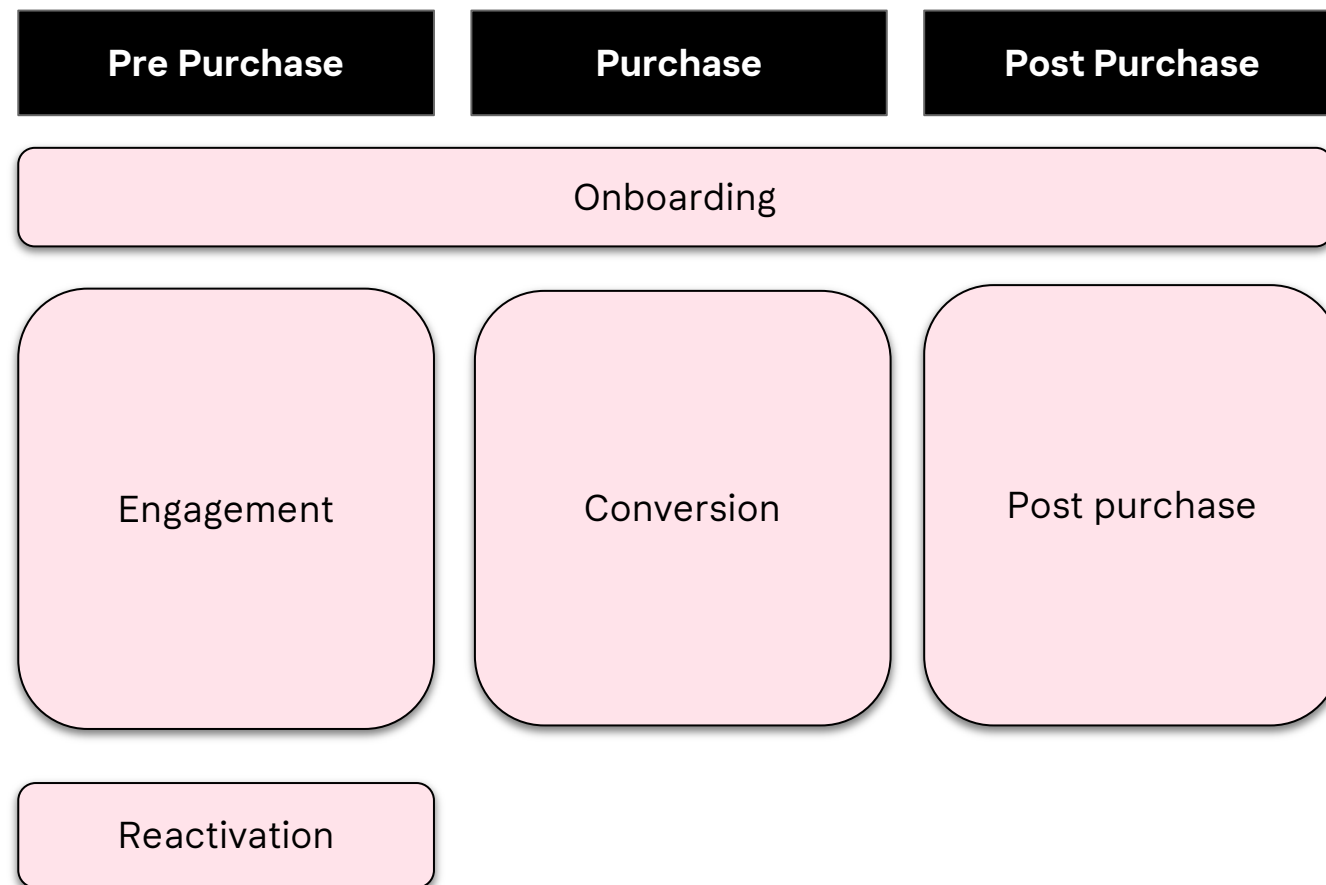 Pre Purchase
Purchase
Post Purchase
Onboarding
Engagement
Conversion
Post purchase
Reactivation